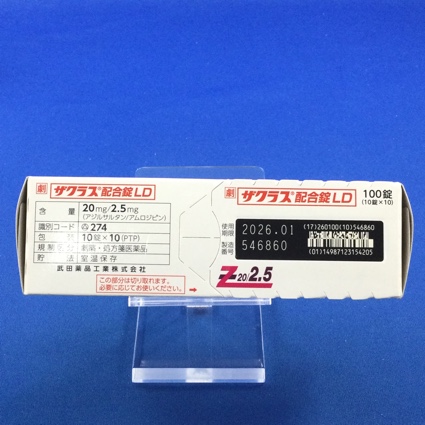 劇 ザクラス®配合錠LD
含量 20mg/2.5mg
(アジルサルタン/アムロジピン)
識別コード 274
包装 10錠×10(PTP)
規制区分 劇薬・処方箋医薬品
貯法 室温保存
武田薬品工業株式会社
この部分は切り取れます。
必要に応じてお使いください。
劇 ザクラス®配合錠LD 100錠
(10錠×10)
使用期限 2026.01
製造 546860
(17)260100(10)546860
(01)14987123154205
Z20/2.5